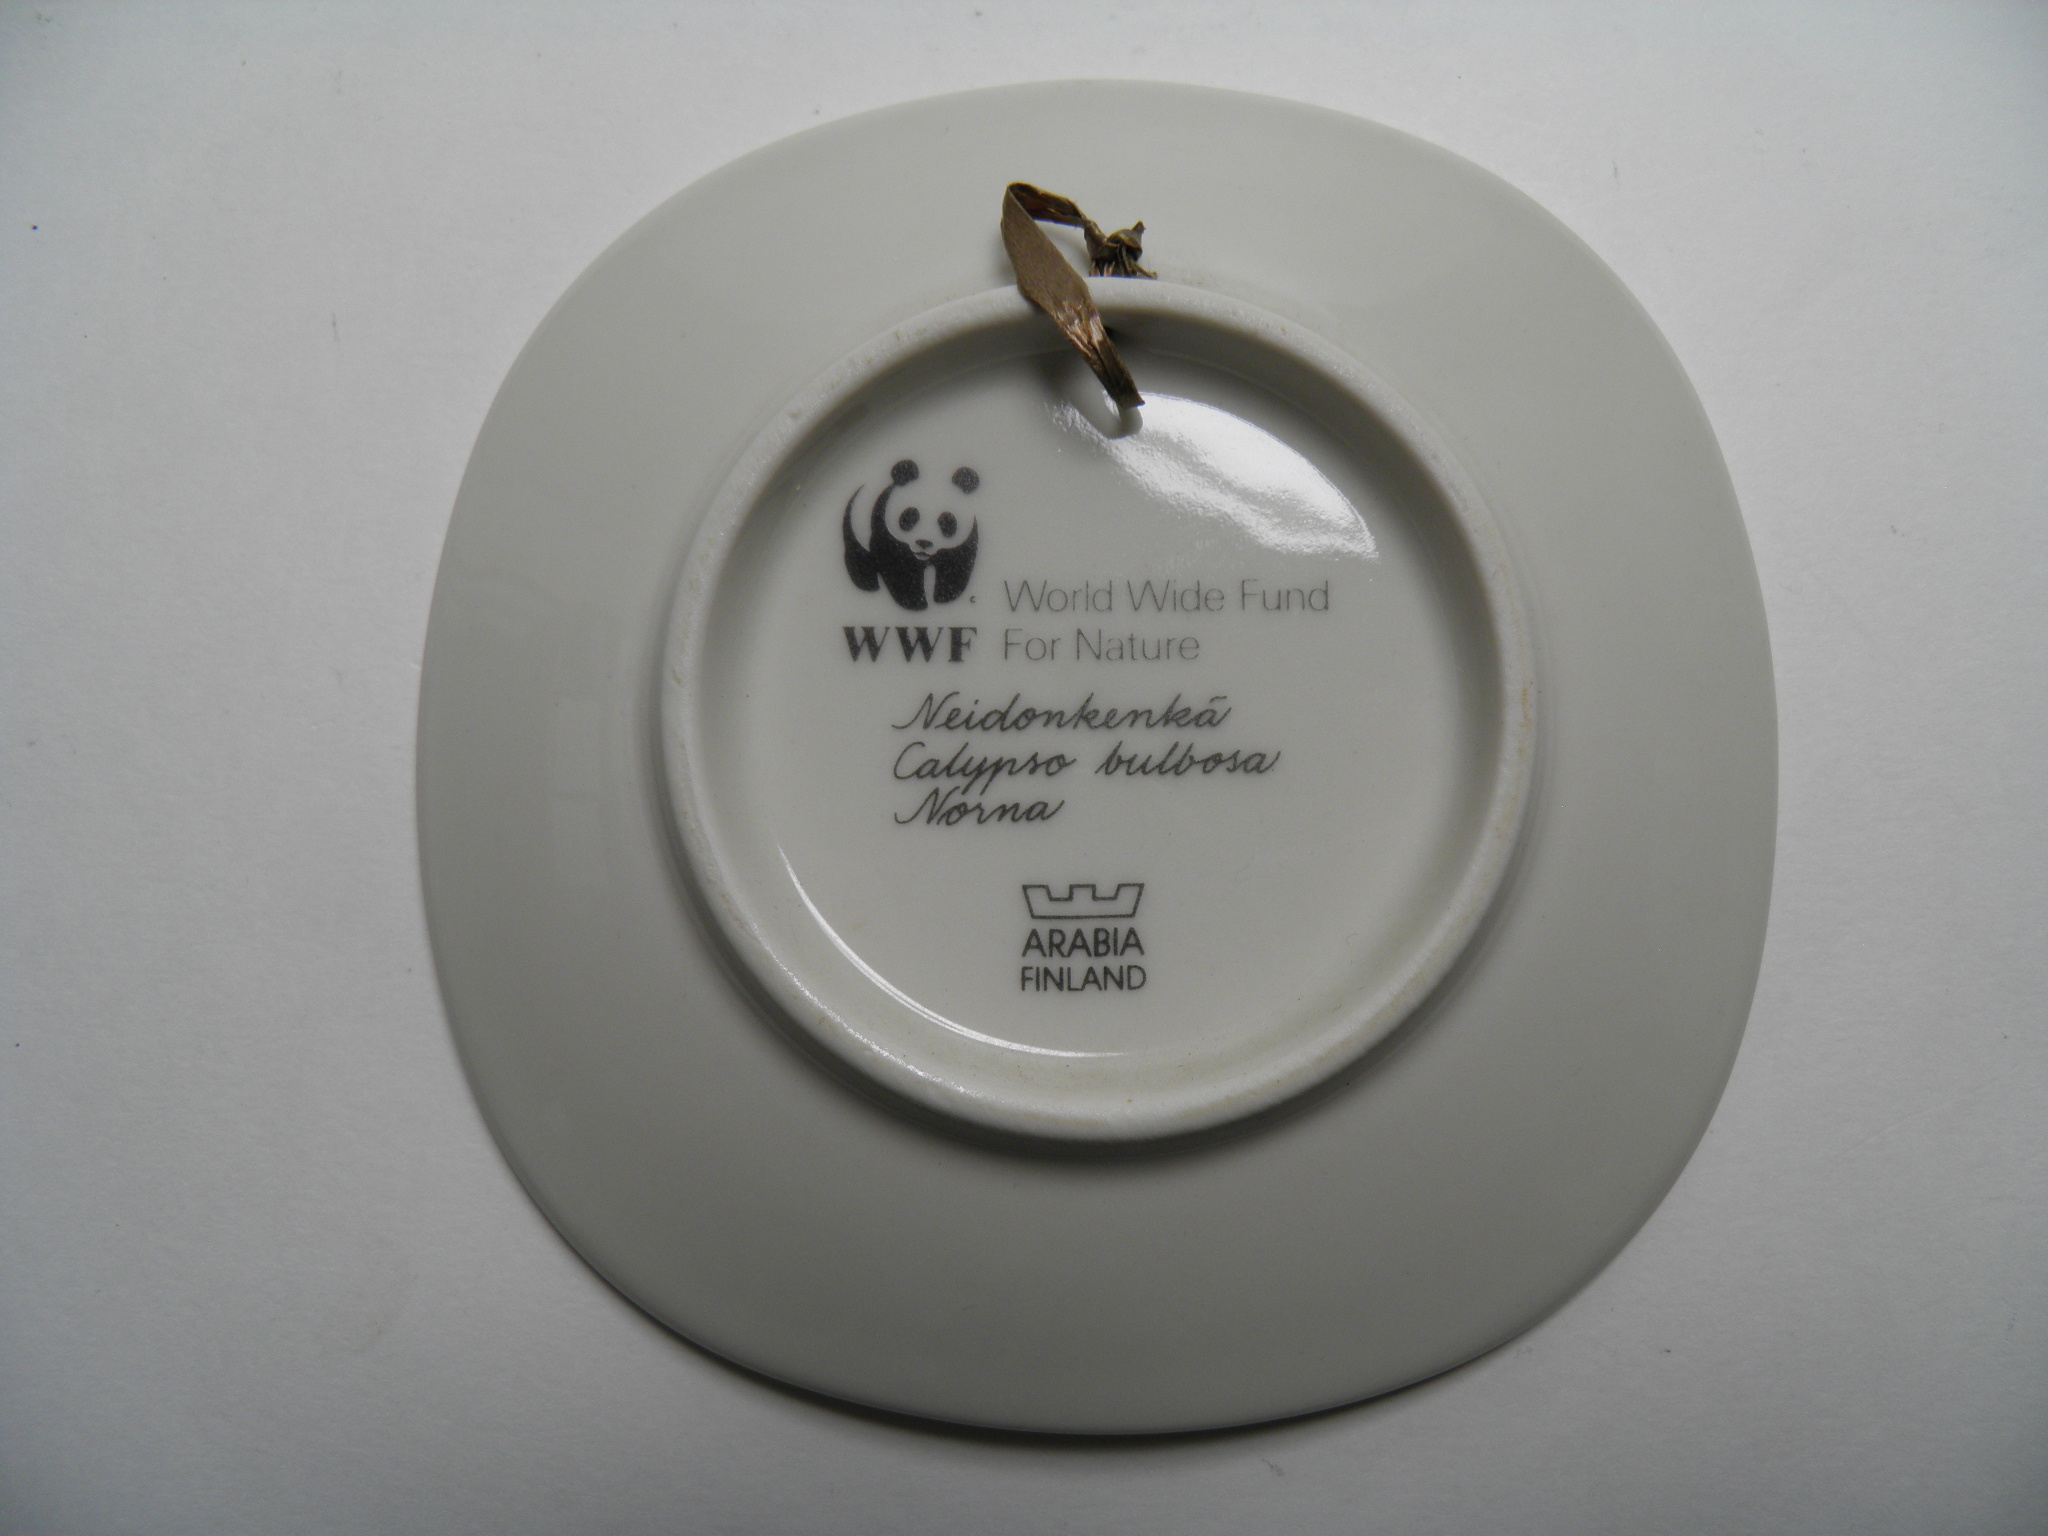 World Wide Fund
WWF For Nature
Neidonkenkä
Calypso bulbosa
Norna
ARABIA
FINLAND